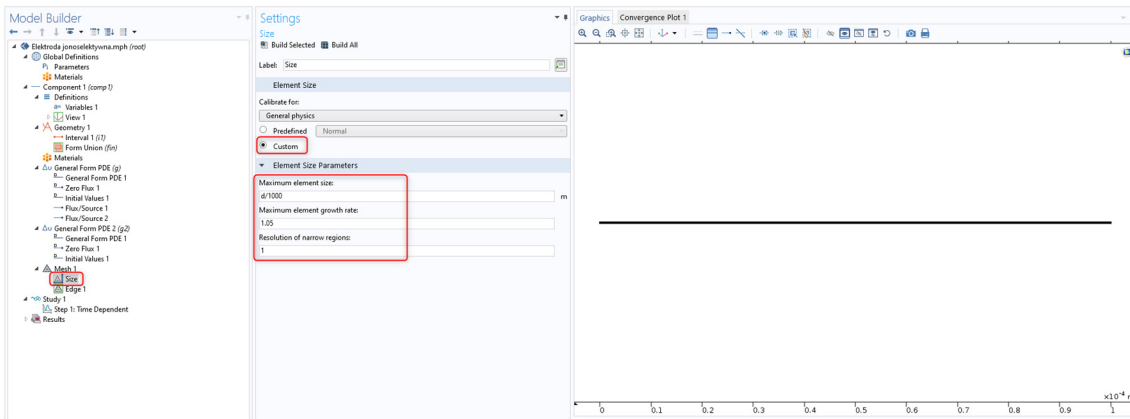 Model Builder
Elektroda jonoselektywna.mph (root)
Global Definitions
Pi Parameters
Materials
Component 1 (comp1)
Definitions
a= Variables 1
View 1
Geometry 1
Interval 1 (i1)
Form Union (fin)
Materials
Δu General Form PDE (g)
General Form PDE 1
Zero Flux 1
Initial Values 1
Flux/Source 1
Flux/Source 2
Δu General Form PDE 2 (g2)
General Form PDE 1
Zero Flux 1
Initial Values 1
Mesh 1
Size
Edge 1
Study 1
Step 1: Time Dependent
Results
Settings
Size
Build Selected Build All
Label: Size
Element Size
Calibrate for:
General physics
Predefined Normal
Custom
Element Size Parameters
Maximum element size:
d/1000 m
Maximum element growth rate:
1.05
Resolution of narrow regions:
1
Graphics Convergence Plot 1
×10⁻⁴
0 0.1 0.2 0.3 0.4 0.5 0.6 0.7 0.8 0.9 1